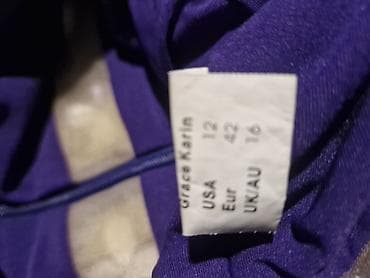 Grace Karin
USA 12
Eur 42
UK/AU 16